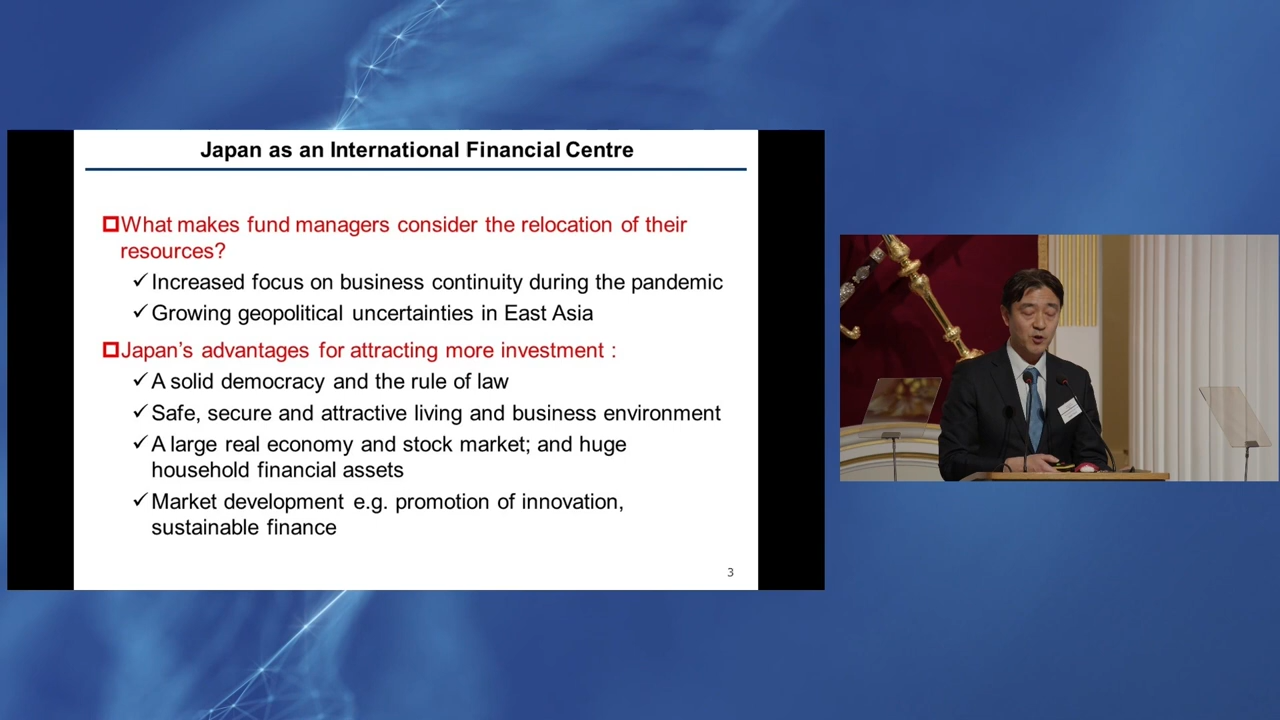 Japan as an International Financial Centre
What makes fund managers consider the relocation of their
resources?
✓Increased focus on business continuity during the pandemic
✓Growing geopolitical uncertainties in East Asia
Japan's advantages for attracting more investment :
✓A solid democracy and the rule of law
✓Safe, secure and attractive living and business environment
✓A large real economy and stock market; and huge
household financial assets
✓Market development e.g. promotion of innovation,
sustainable finance
3